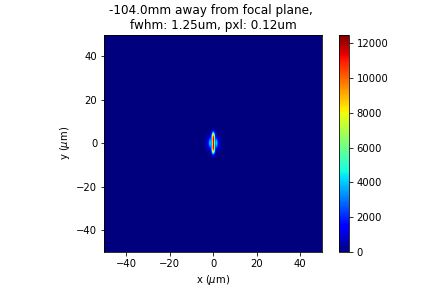 -104.0mm away from focal plane,
fwhm: 1.25um, pxl: 0.12um
40
20
0
−20
−40
y (μm)
−40 −20 0 20 40
x (μm)
12000
10000
8000
6000
4000
2000
0